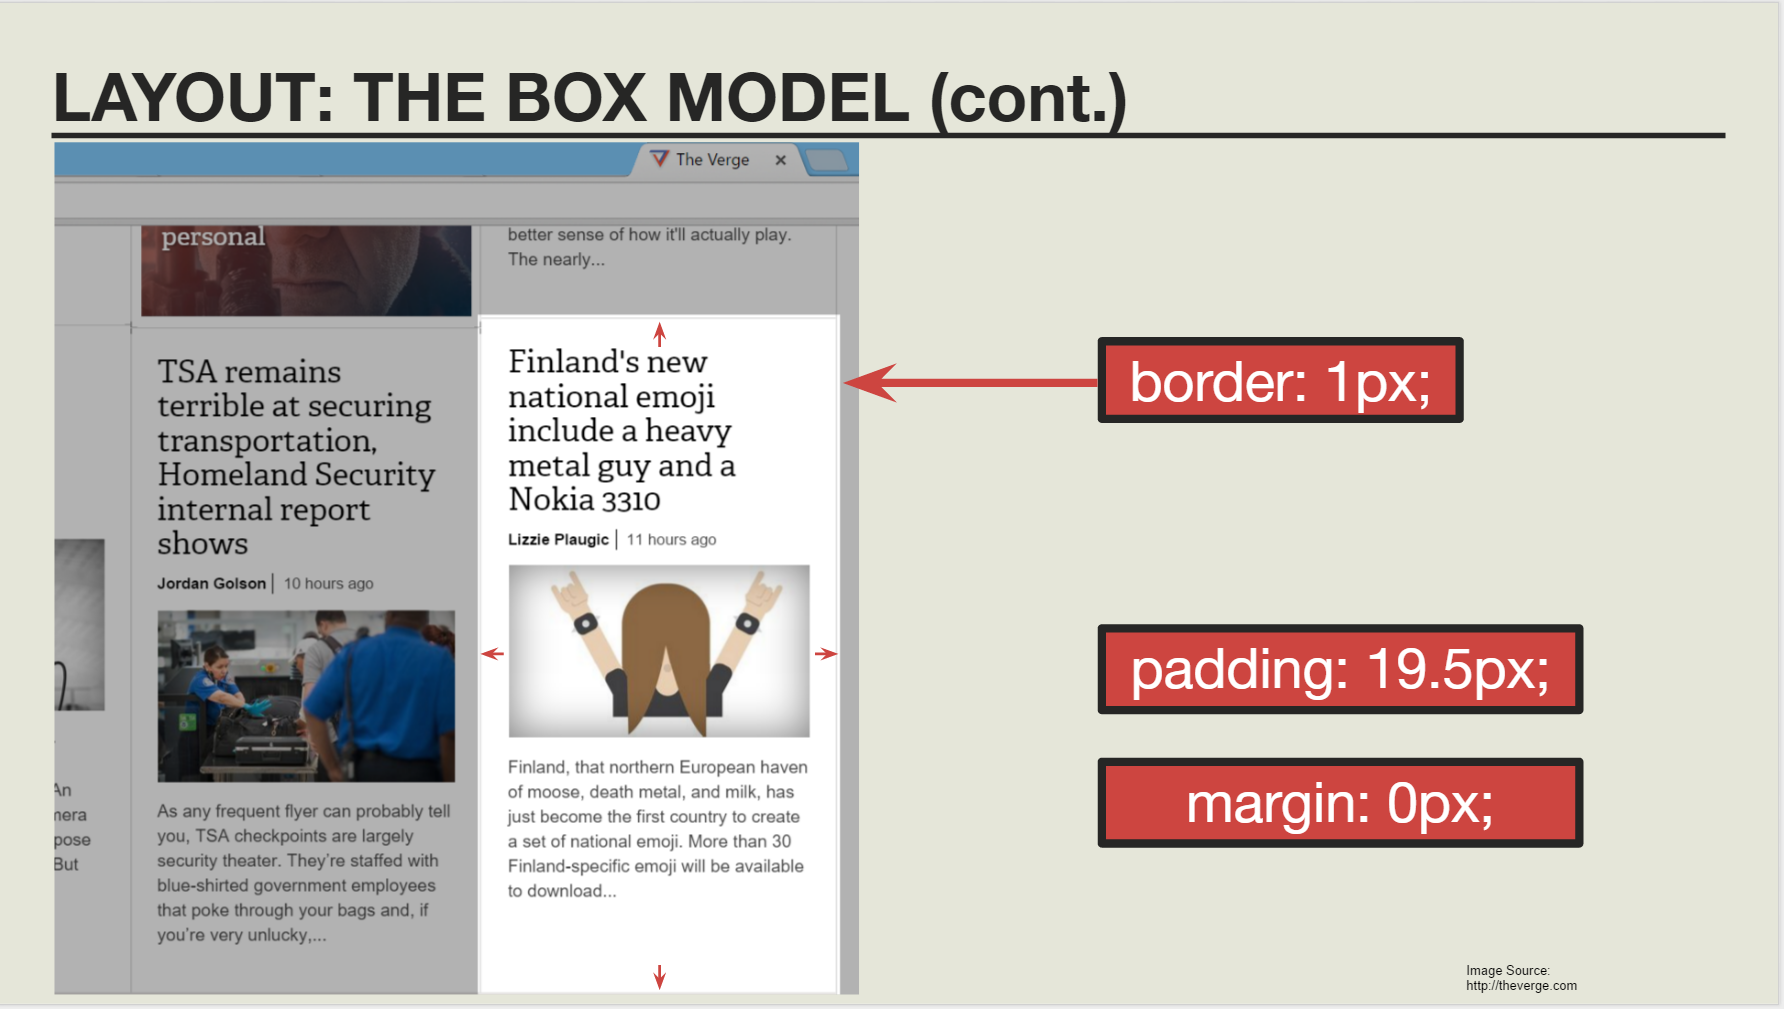 LAYOUT: THE BOX MODEL (cont.)
The Verge
personal
better sense of how it'll actually play.
The nearly...
TSA remains
terrible at securing
transportation,
Homeland Security
internal report
shows
Jordan Golson | 10 hours ago
As any frequent flyer can probably tell
you, TSA checkpoints are largely
security theater. They're staffed with
blue-shirted government employees
that poke through your bags and, if
you're very unlucky,...
An
mera
pose
But
Finland's new
national emoji
include a heavy
metal guy and a
Nokia 3310
Lizzie Plaugic | 11 hours ago
Finland, that northern European haven
of moose, death metal, and milk, has
just become the first country to create
a set of national emoji. More than 30
Finland-specific emoji will be available
to download...
border: 1px;
padding: 19.5px;
margin: 0px;
Image Source:
http://theverge.com